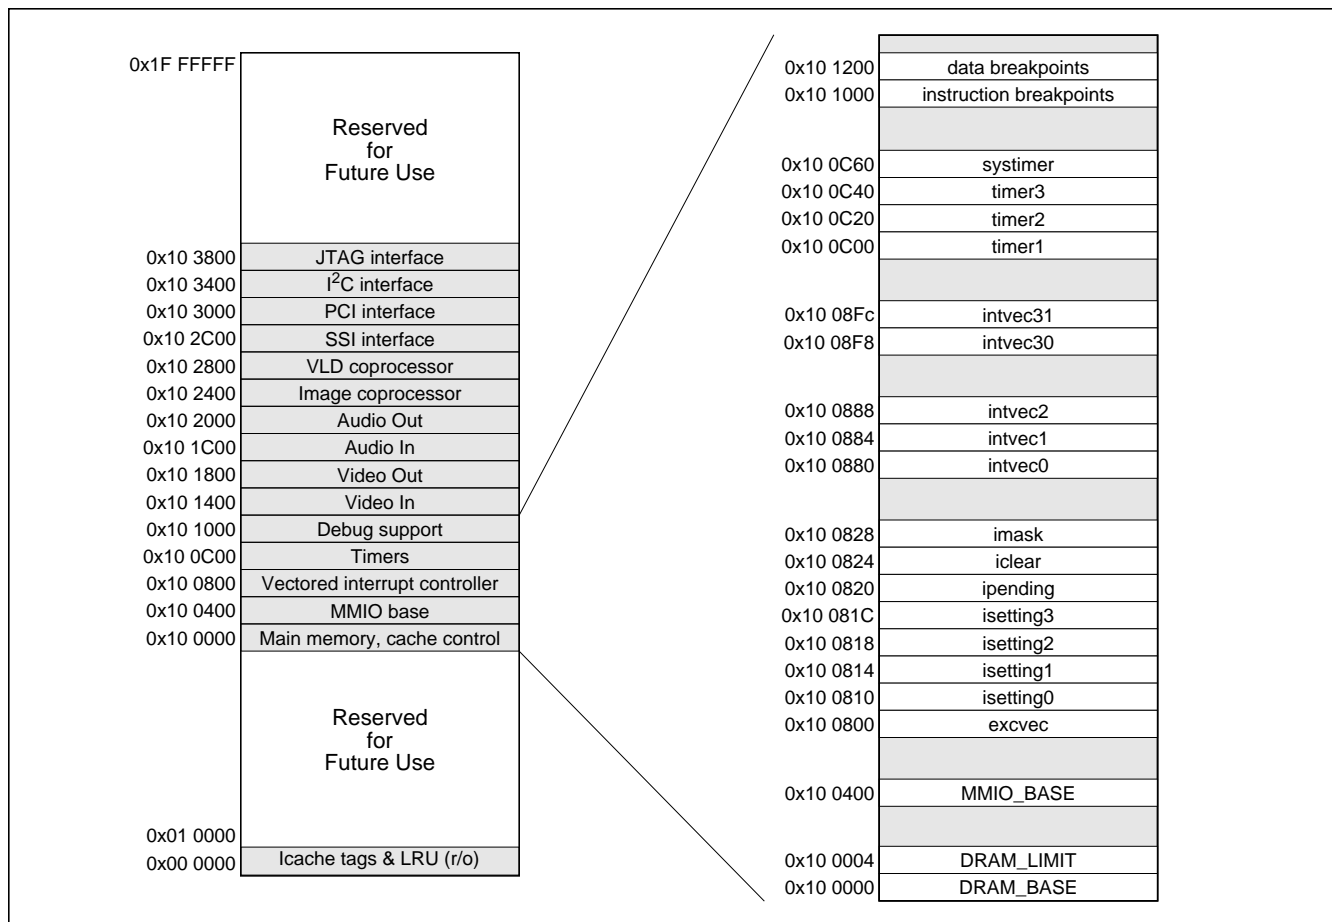 0x1F FFFFF
Reserved
for
Future Use
0x10 3800 JTAG interface
0x10 3400 I²C interface
0x10 3000 PCI interface
0x10 2C00 SSI interface
0x10 2800 VLD coprocessor
0x10 2400 Image coprocessor
0x10 2000 Audio Out
0x10 1C00 Audio In
0x10 1800 Video Out
0x10 1400 Video In
0x10 1000 Debug support
0x10 0C00 Timers
0x10 0800 Vectored interrupt controller
0x10 0400 MMIO base
0x10 0000 Main memory, cache control
Reserved
for
Future Use
0x01 0000
0x00 0000 Icache tags & LRU (r/o)
0x10 1200 data breakpoints
0x10 1000 instruction breakpoints
0x10 0C60 systimer
0x10 0C40 timer3
0x10 0C20 timer2
0x10 0C00 timer1
0x10 08Fc intvec31
0x10 08F8 intvec30
0x10 0888 intvec2
0x10 0884 intvec1
0x10 0880 intvec0
0x10 0828 imask
0x10 0824 iclear
0x10 0820 ipending
0x10 081C isetting3
0x10 0818 isetting2
0x10 0814 isetting1
0x10 0810 isetting0
0x10 0800 excvec
0x10 0400 MMIO_BASE
0x10 0004 DRAM_LIMIT
0x10 0000 DRAM_BASE